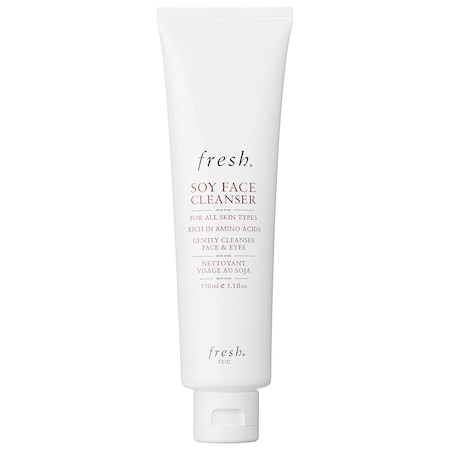 fresh®
SOY FACE
CLEANSER
FOR ALL SKIN TYPES
RICH IN AMINO ACIDS
GENTLY CLEANSES
FACE & EYES
NETTOYANT
VISAGE AU SOJA
150ml e 5.1fl oz
fresh®
F21C